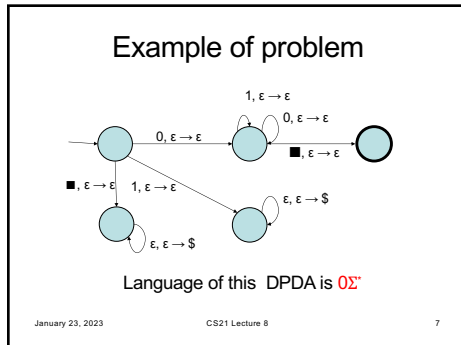 Example of problem
1, ε → ε
0, ε → ε
0, ε → ε
■, ε → ε
■, ε → ε
1, ε → ε
ε, ε → $
ε, ε → $
Language of this DPDA is 0Σ*
January 23, 2023 CS21 Lecture 8 7